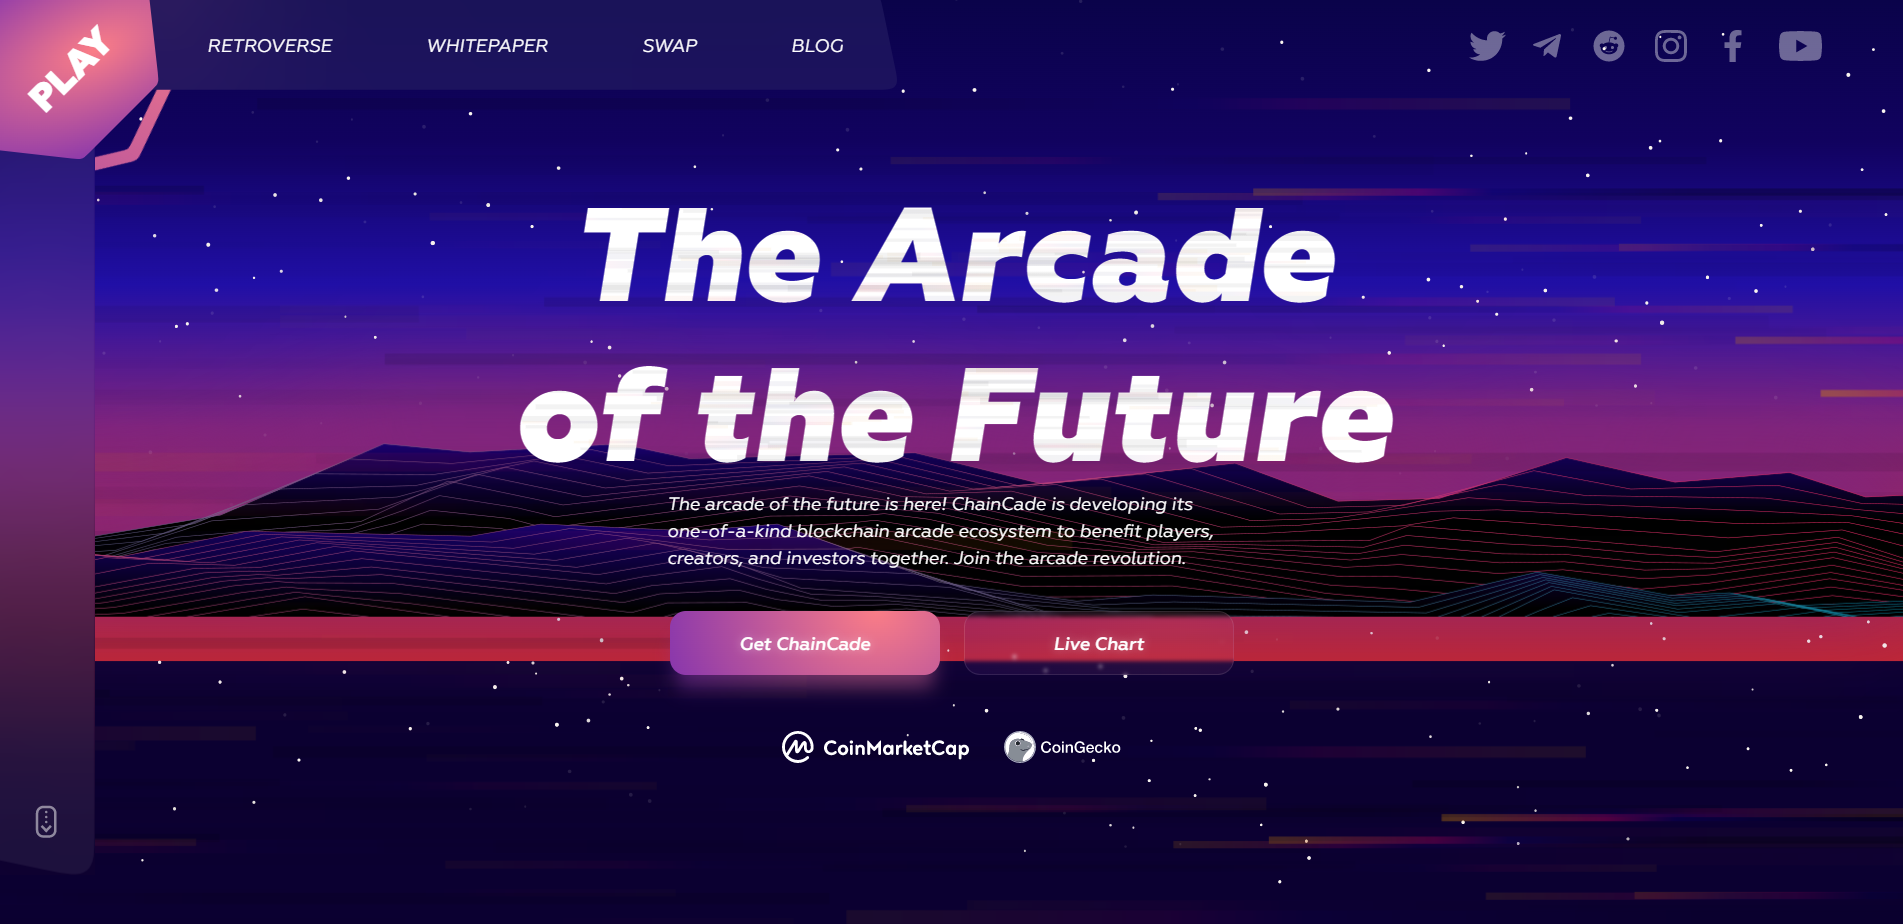 PLAY
RETROVERSE
WHITEPAPER
SWAP
BLOG
The Arcade
of the Future
The arcade of the future is here! ChainCade is developing its
one-of-a-kind blockchain arcade ecosystem to benefit players,
creators, and investors together. Join the arcade revolution.
Get ChainCade
Live Chart
CoinMarketCap
CoinGecko